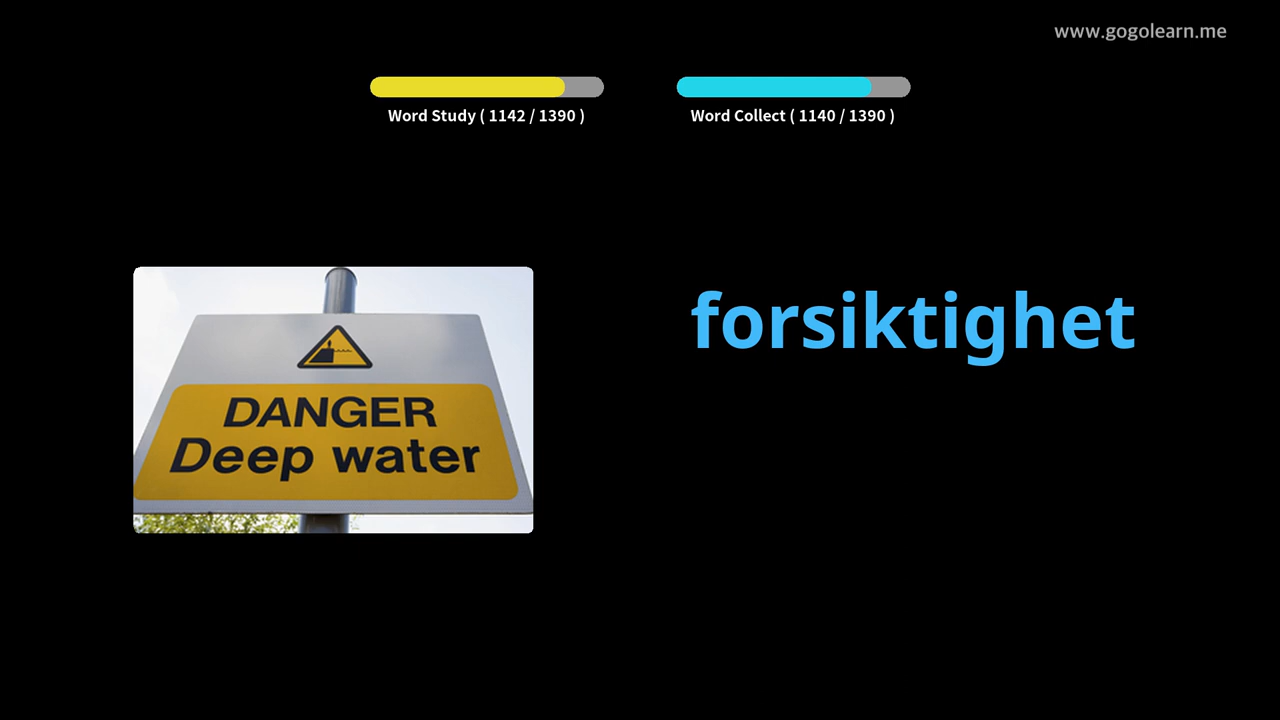 www.gogolearn.me
Word Study ( 1142 / 1390 )
Word Collect ( 1140 / 1390 )
forsiktighet
DANGER
Deep water